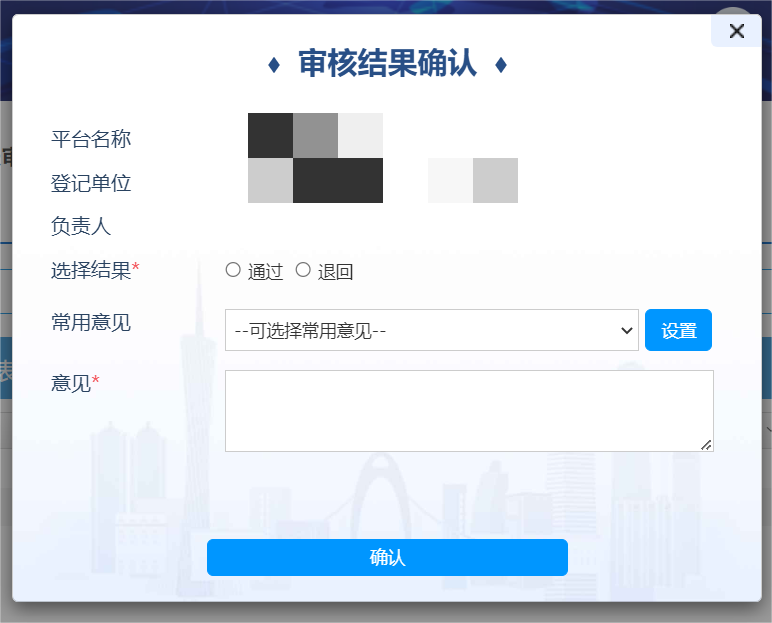 审核结果确认
平台名称
登记单位
负责人
选择结果* 通过 退回
常用意见 --可选择常用意见-- 设置
意见*
确认